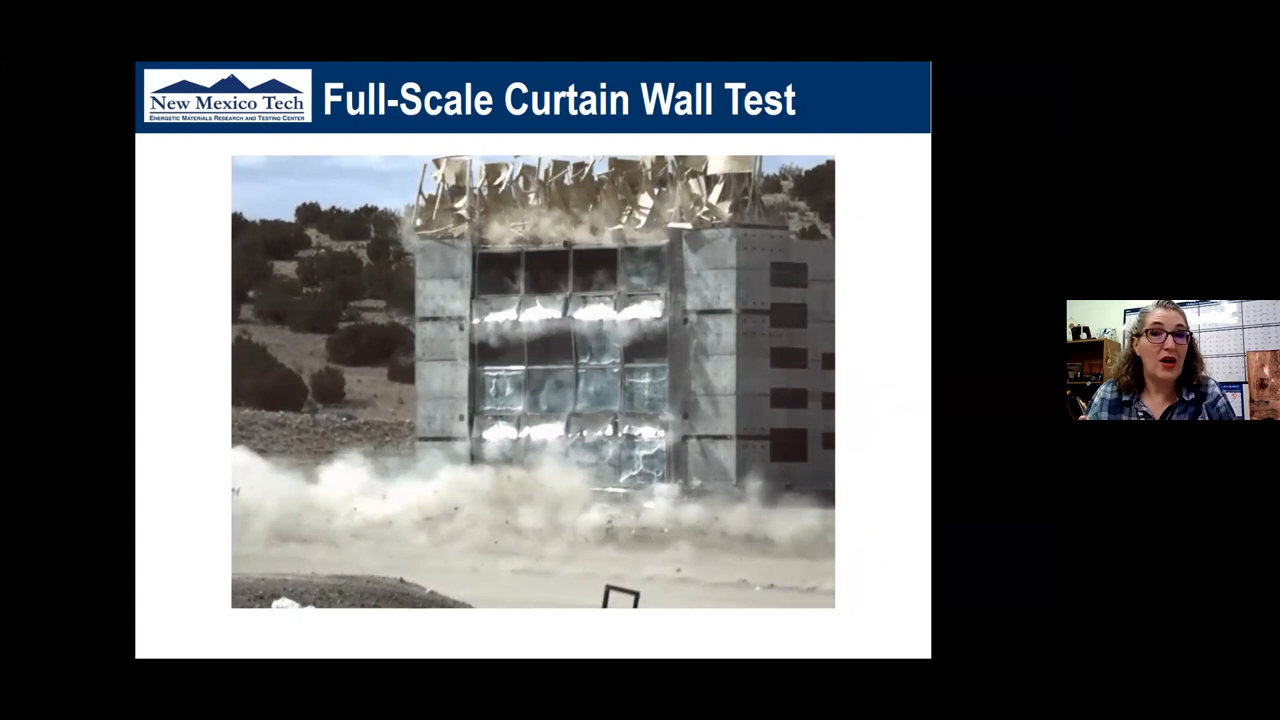 New Mexico Tech
Energetic Materials Research and Testing Center
Full-Scale Curtain Wall Test